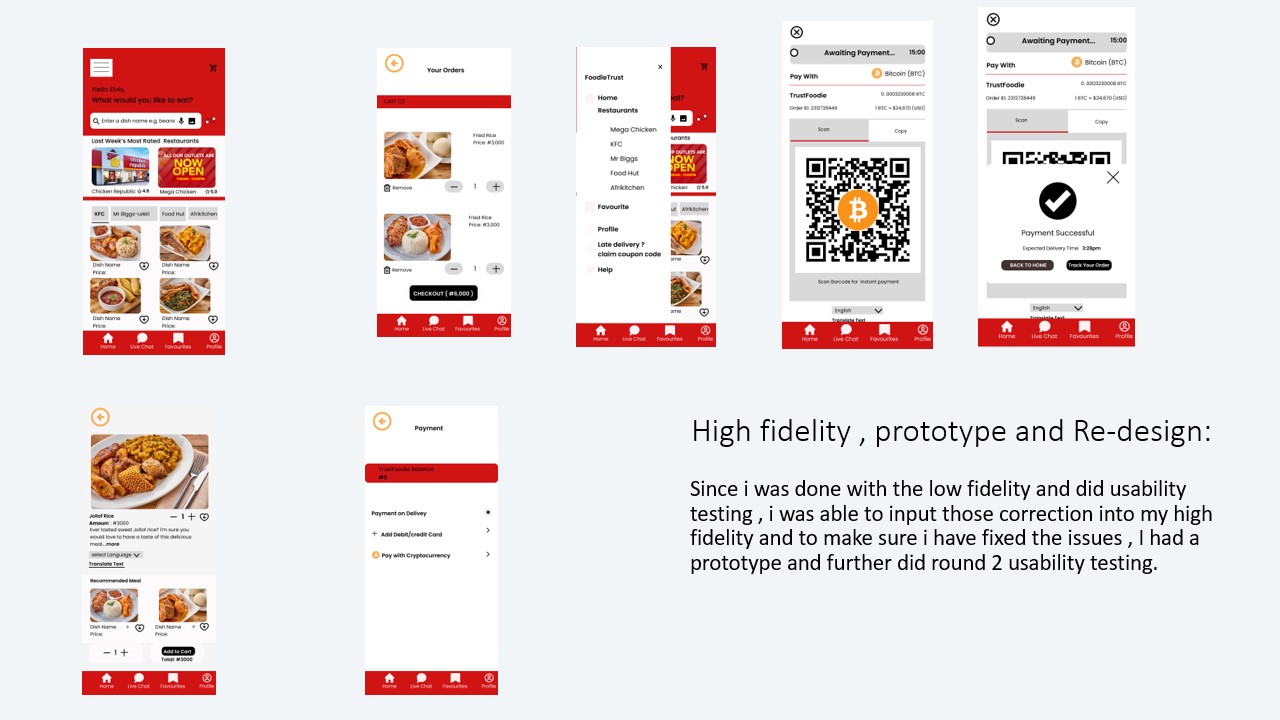 Hello Elvis,
What would you like to eat?
Enter a dish name e.g. beans
Last Week's Most Rated Restaurants
Chicken Republic
ALL OUR OUTLETS ARE
NOW
OPEN
Chicken Republic ☆4.8
Mega Chicken ☆5.0
KFC Mr Biggs-Lekki Food Hut Afrikitchen
Dish Name
Price:
Dish Name
Price:
Dish Name
Price:
Dish Name
Price:
Home Live Chat Favourites Profile
Your Orders
CART (2)
Fried Rice
Price: #3,000
Remove − 1 +
Fried Rice
Price: #3,000
Remove − 1 +
CHECKOUT ( #6,000 )
Home Live Chat Favourites Profile
FoodieTrust
Home
Restaurants
Mega Chicken
KFC
Mr Biggs
Food Hut
Afrikitchen
Favourite
Profile
Late delivery ?
claim coupon code
Help
eat?
urants
NOW
OPEN
hicken ☆5.0
ut Afrikitchen
ome
ome
Home Live Chat Favourites Profile
Awaiting Payment... 15:00
Pay With Bitcoin (BTC)
TrustFoodie 0. 0003230008 BTC
Order ID: 2312728449 1 BTC = $24,670 (USD)
Scan Copy
Scan Barcode for instant payment
English
Translate Text
Home Live Chat Favourites Profile
Awaiting Payment... 15:00
Pay With Bitcoin (BTC)
TrustFoodie 0. 0003230008 BTC
Order ID: 2312728449 1 BTC = $24,670 (USD)
Scan Copy
Payment Successful
Expected Delivery Time 3:28pm
BACK TO HOME Track Your Order
English
Translate Text
Home Live Chat Favourites Profile
Jollof Rice − 1 +
Amount : #3000
Ever tasted sweet Jollof rice? I'm sure you
would love to have a taste of this delicious
meal...more
select Language
Translate Text
Recommended Meal
Dish Name +
Price:
Dish Name +
Price:
− 1 + Add to Cart
Total: #3000
Home Live Chat Favourites Profile
Payment
TrustFoodie Balance
#0
Payment on Delivey
+ Add Debit/credit Card
Pay with Cryptocurrency
Home Live Chat Favourites Profile
High fidelity , prototype and Re-design:
Since i was done with the low fidelity and did usability
testing , i was able to input those correction into my high
fidelity and to make sure i have fixed the issues , I had a
prototype and further did round 2 usability testing.